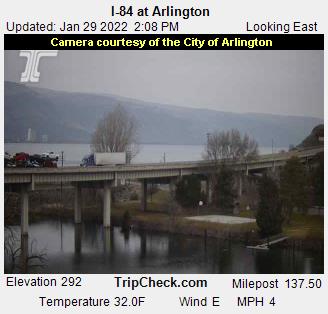 I-84 at Arlington
Updated: Jan 29 2022 2:08 PM Looking East
Camera courtesy of the City of Arlington
Elevation 292 TripCheck.com Milepost 137.50
Temperature 32.0F Wind E MPH 4